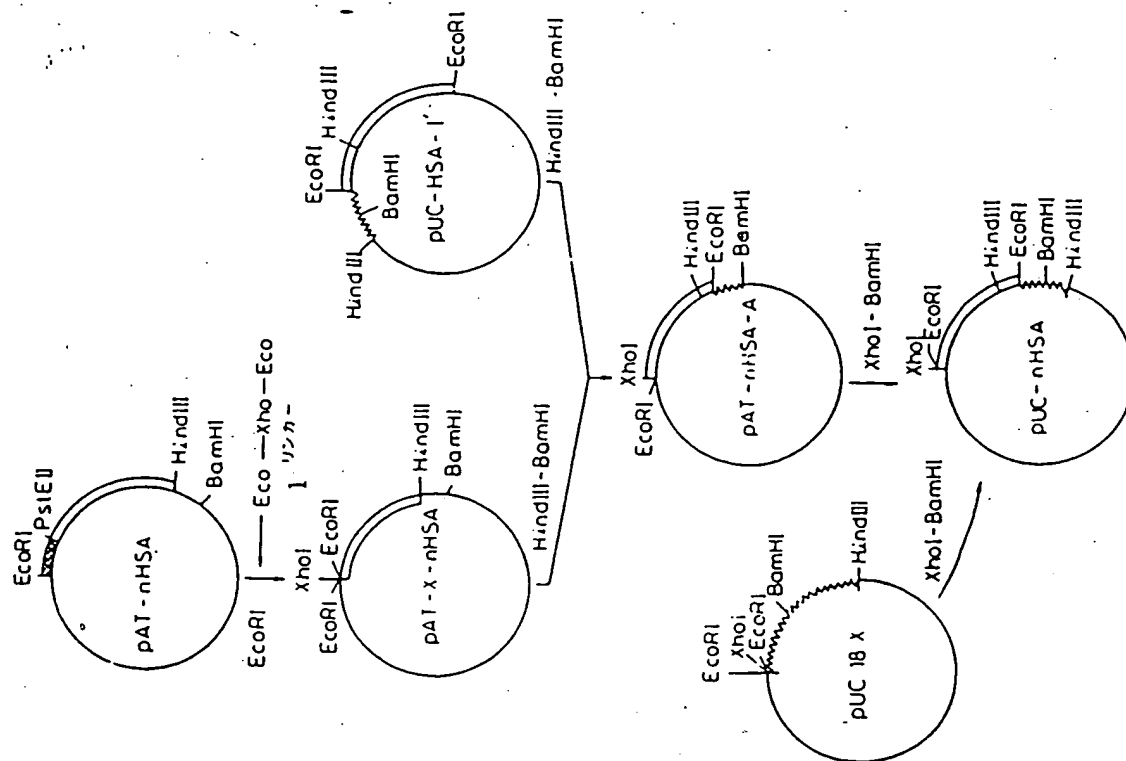 EcoRI
PstEII
HindIII
BamHI
pAT-nHSA
EcoRI
Eco—Xho—Eco
リンカー
1
XhoI
EcoRI
EcoRI
HindIII
BamHI
pAT-X-nHSA
HindIII-BamHI
EcoRI
HindIII
BamHI
HindIII
EcoRI
pUC-HSA-I'
HindIII-BamHI
XhoI
EcoRI
HindIII
EcoRI
BamHI
pAT-nHSA-A
XhoI-BamHI
EcoRI
XhoI
EcoRI
BamHI
HindIII
pUC 18 X
XhoI-BamHI
XhoI
EcoRI
HindIII
EcoRI
BamHI
HindIII
pUC-nHSA